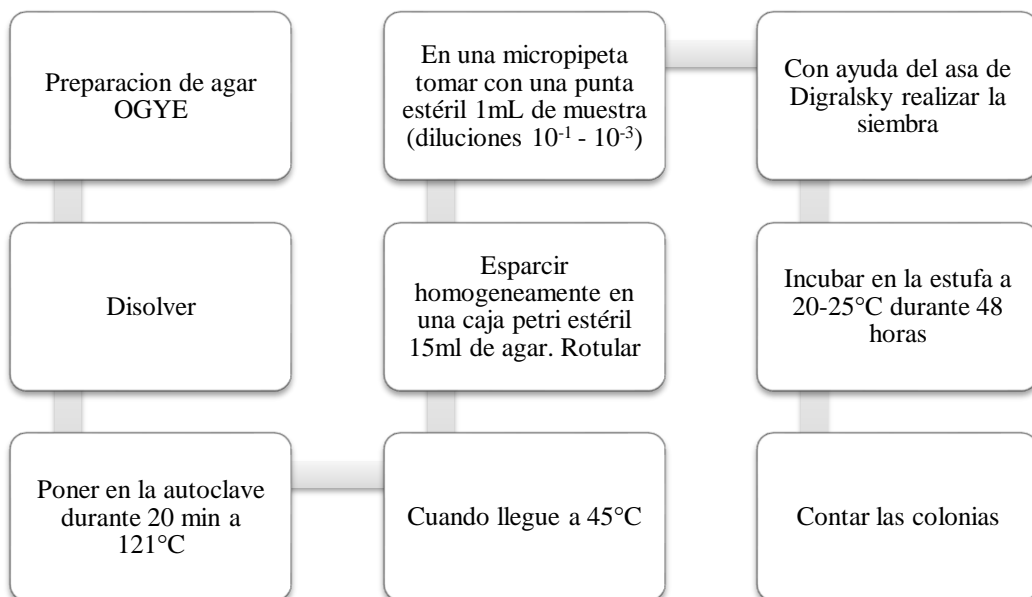 Preparacion de agar
OGYE
Disolver
Poner en la autoclave
durante 20 min a
121°C
Cuando llegue a 45°C
Esparcir
homogeneamente en
una caja petri estéril
15ml de agar. Rotular
En una micropipeta
tomar con una punta
estéril 1mL de muestra
(diluciones 10⁻¹ - 10⁻³)
Con ayuda del asa de
Digralsky realizar la
siembra
Incubar en la estufa a
20-25°C durante 48
horas
Contar las colonias